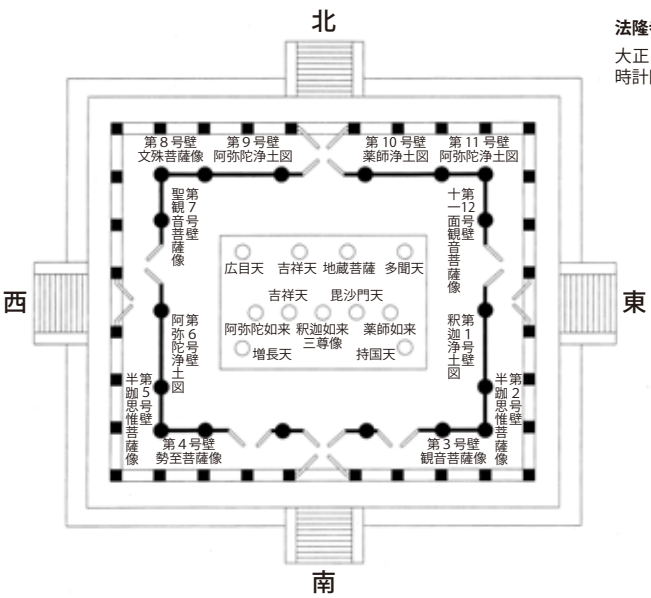 北
法隆
大正
時計
第8号壁
文殊菩薩像
第9号壁
阿弥陀浄土図
第10号壁
薬師浄土図
第11号壁
阿弥陀浄土図
第7号壁
聖観音菩薩像
第12号壁
十一面観音菩薩像
広目天
吉祥天
地蔵菩薩
多聞天
吉祥天
毘沙門天
西
東
阿弥陀如来
釈迦如来
三尊像
薬師如来
増長天
持国天
第6号壁
阿弥陀浄土図
第1号壁
釈迦浄土図
第5号壁
半跏思惟菩薩像
第2号壁
半跏思惟菩薩像
第4号壁
勢至菩薩像
第3号壁
観音菩薩像
南